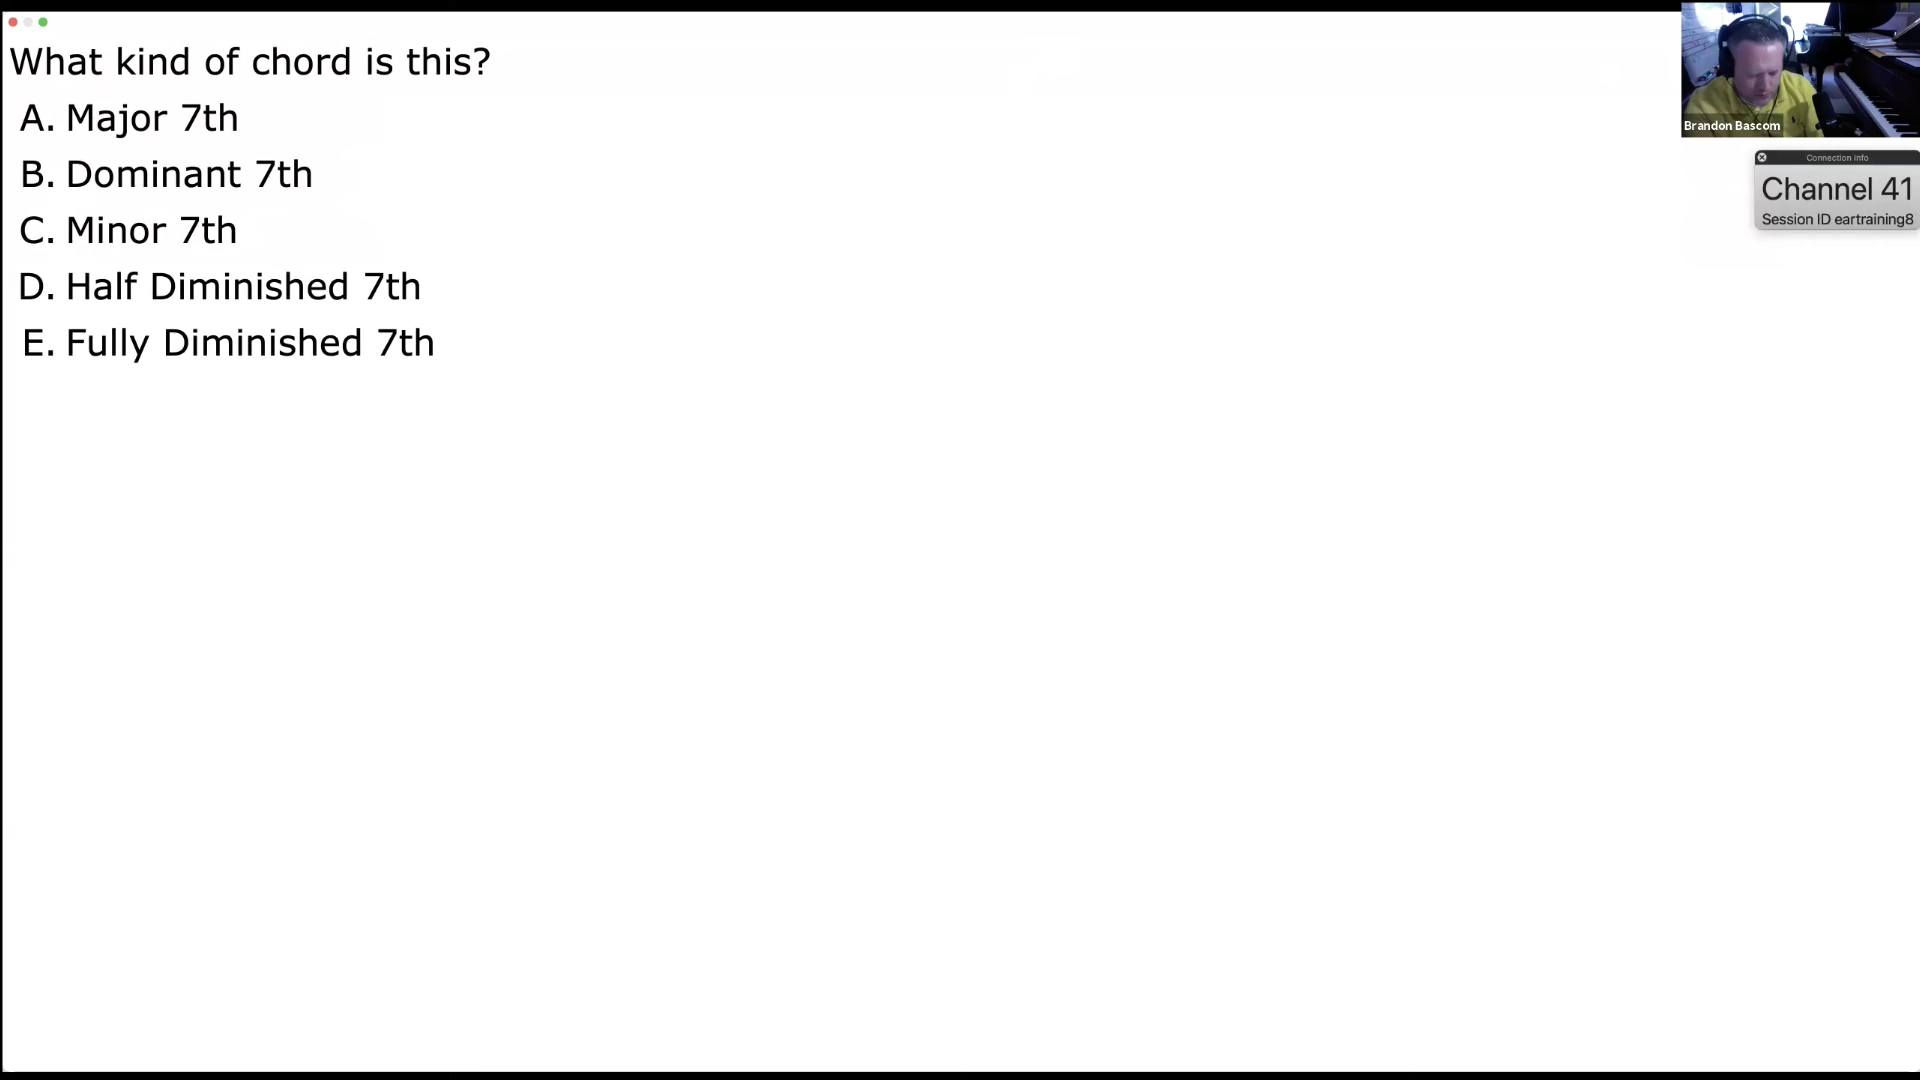 What kind of chord is this?
A. Major 7th
B. Dominant 7th
C. Minor 7th
D. Half Diminished 7th
E. Fully Diminished 7th
Brandon Bascom
Connection Info
Channel 41
Session ID eartraining8